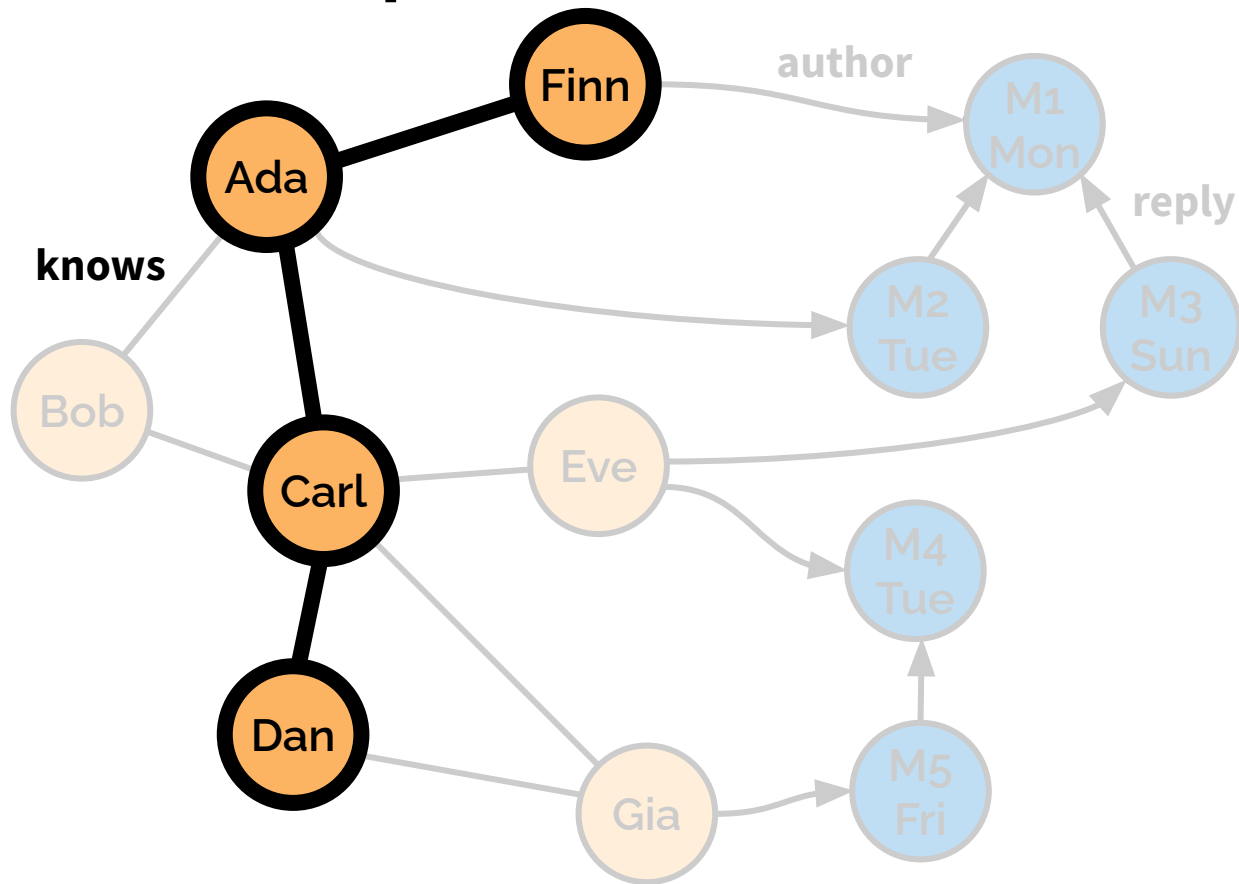 Finn
author
M1
Mon
Ada
reply
knows
M2
Tue
M3
Sun
Bob
Eve
Carl
M4
Tue
Dan
M5
Fri
Gia